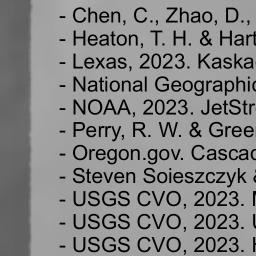 - Chen, C., Zhao, D.,
- Heaton, T. H. & Hart
- Lexas, 2023. Kaska
- National Geographic
- NOAA, 2023. JetStr
- Perry, R. W. & Gree
- Oregon.gov. Cascad
- Steven Soieszczyk &
- USGS CVO, 2023.
- USGS CVO, 2023.
- USGS CVO, 2023.